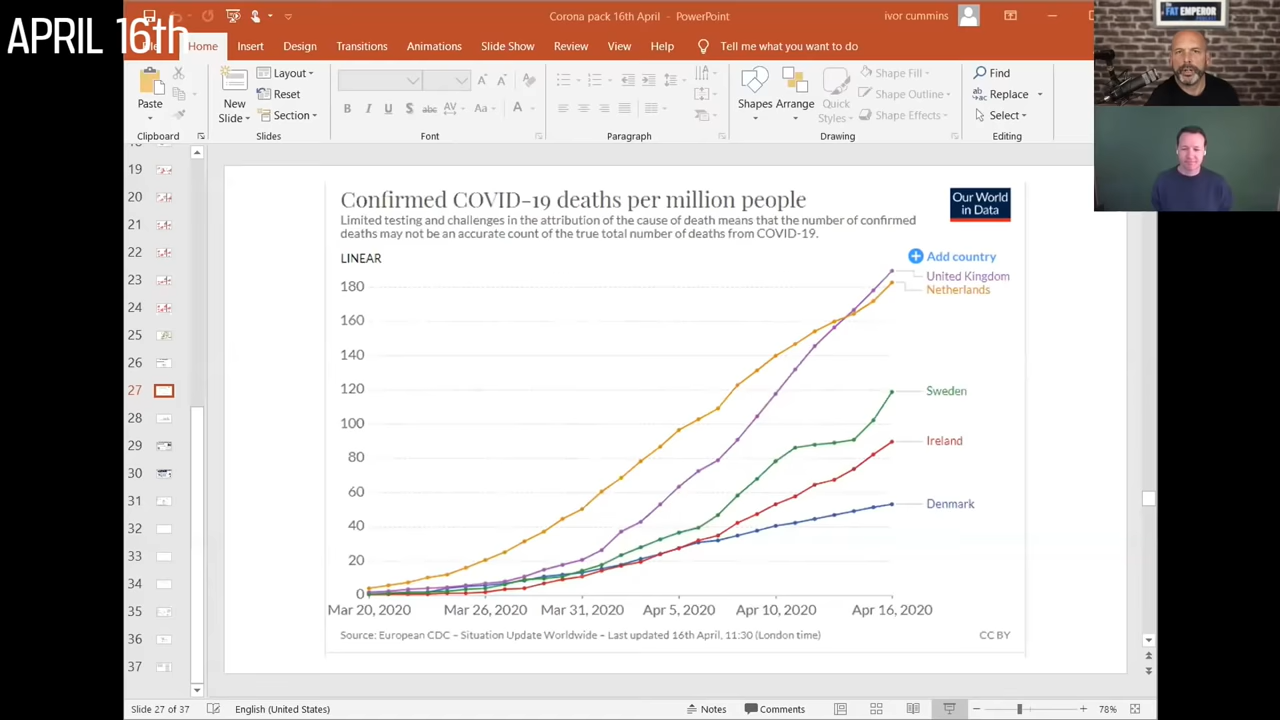 APRIL 16th
Corona pack 16th April - PowerPoint
ivor cummins
THE FAT EMPEROR
PODCAST
Home Insert Design Transitions Animations Slide Show Review View Help Tell me what you want to do
Paste
New
Slide
Layout
Reset
Section
B I U S abc AV Aa A
Shapes Arrange Quick
Styles
Shape Fill
Shape Outline
Shape Effects
Find
Replace
Select
Clipboard Slides Font Paragraph Drawing Editing
19
20
21
22
23
24
25
26
27
28
29
30
31
32
33
34
35
36
37
Confirmed COVID-19 deaths per million people
Limited testing and challenges in the attribution of the cause of death means that the number of confirmed
deaths may not be an accurate count of the true total number of deaths from COVID-19.
Our World
in Data
LINEAR
Add country
United Kingdom
Netherlands
Sweden
Ireland
Denmark
180
160
140
120
100
80
60
40
20
0
Mar 20, 2020 Mar 26, 2020 Mar 31, 2020 Apr 5, 2020 Apr 10, 2020 Apr 16, 2020
Source: European CDC – Situation Update Worldwide – Last updated 16th April, 11:30 (London time)
CC BY
Slide 27 of 37 English (United States) Notes Comments 78%